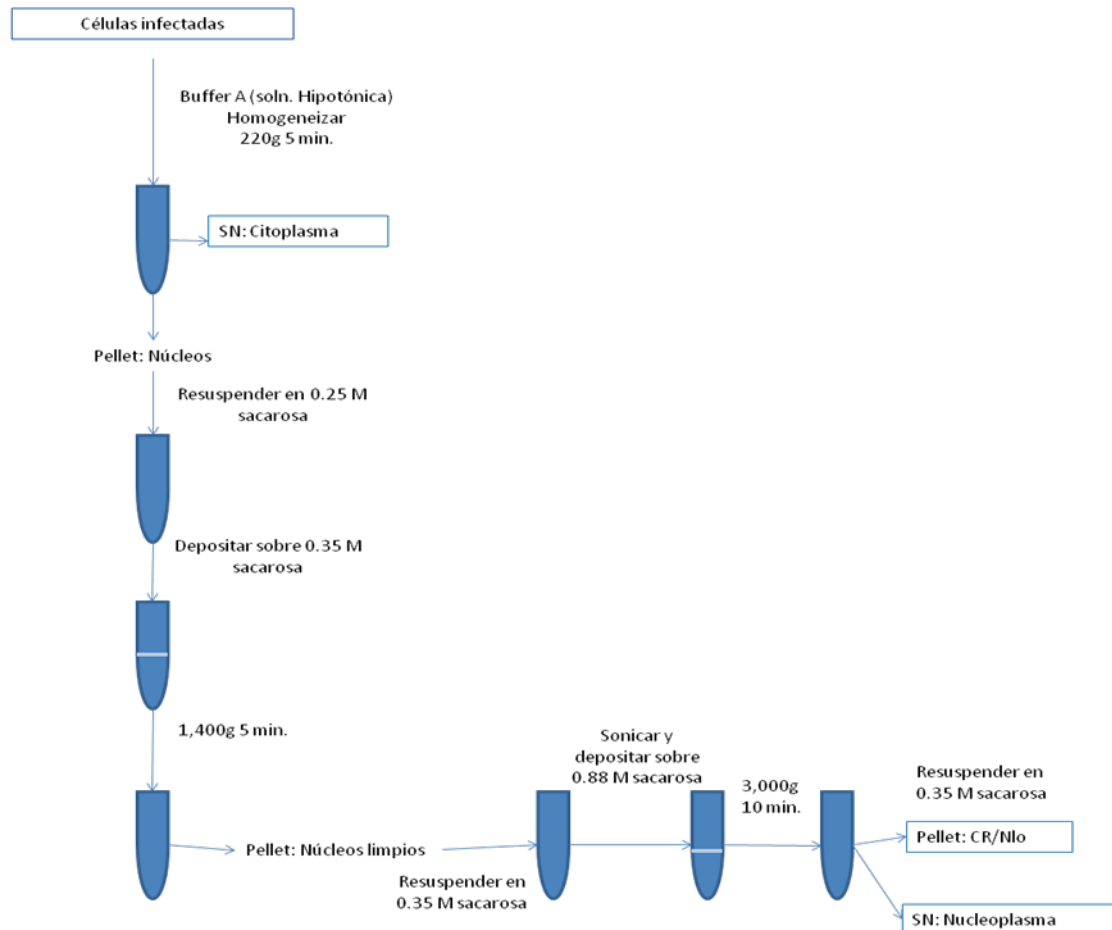 Células infectadas
Buffer A (soln. Hipotónica)
Homogeneizar
220g 5 min.
SN: Citoplasma
Pellet: Núcleos
Resuspender en 0.25 M
sacarosa
Depositar sobre 0.35 M
sacarosa
1,400g 5 min.
Pellet: Núcleos limpios
Resuspender en
0.35 M sacarosa
Sonicar y
depositar sobre
0.88 M sacarosa
3,000g
10 min.
Resuspender en
0.35 M sacarosa
Pellet: CR/Nlo
SN: Nucleoplasma